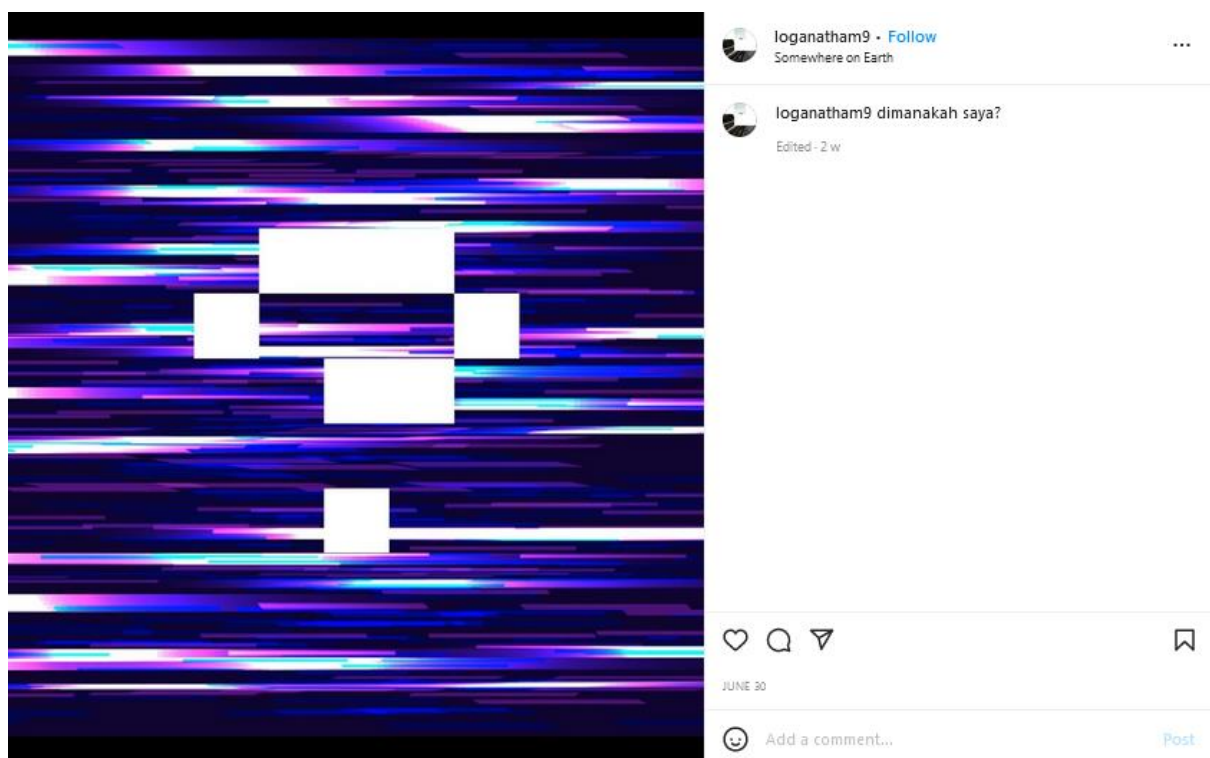 loganatham9 • Follow
Somewhere on Earth
loganatham9 dimanakah saya?
Edited · 2 w
JUNE 30
Add a comment...
Post